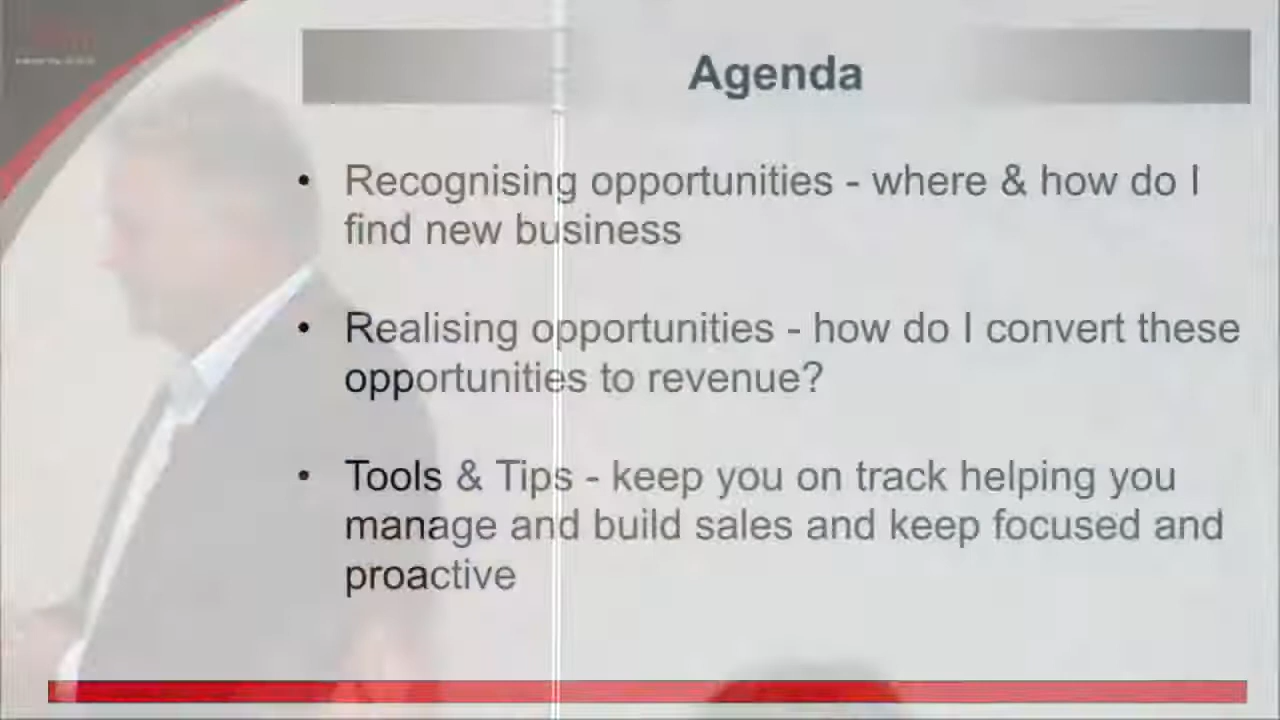 Agenda
• Recognising opportunities - where & how do I
find new business
• Realising opportunities - how do I convert these
opportunities to revenue?
• Tools & Tips - keep you on track helping you
manage and build sales and keep focused and
proactive